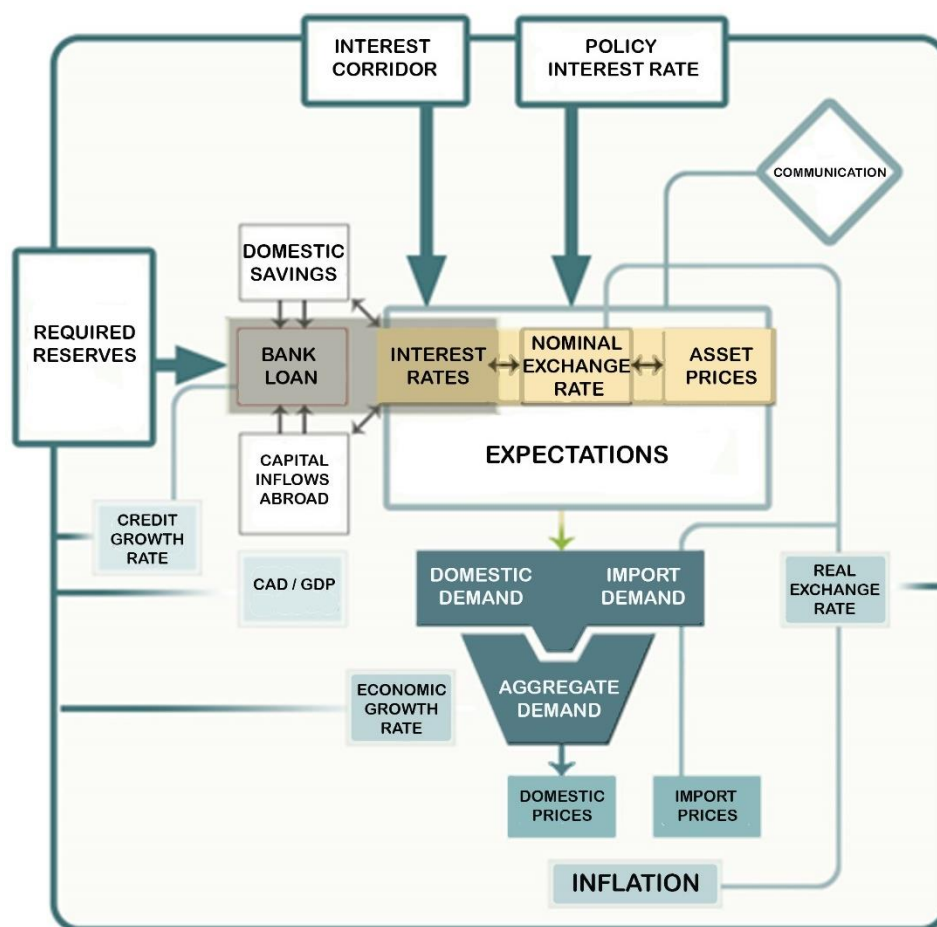 INTEREST
CORRIDOR
POLICY
INTEREST RATE
COMMUNICATION
DOMESTIC
SAVINGS
REQUIRED
RESERVES
BANK
LOAN
INTEREST
RATES
NOMINAL
EXCHANGE
RATE
ASSET
PRICES
EXPECTATIONS
CAPITAL
INFLOWS
ABROAD
CREDIT
GROWTH
RATE
CAD / GDP
DOMESTIC
DEMAND
IMPORT
DEMAND
REAL
EXCHANGE
RATE
ECONOMIC
GROWTH
RATE
AGGREGATE
DEMAND
DOMESTIC
PRICES
IMPORT
PRICES
INFLATION